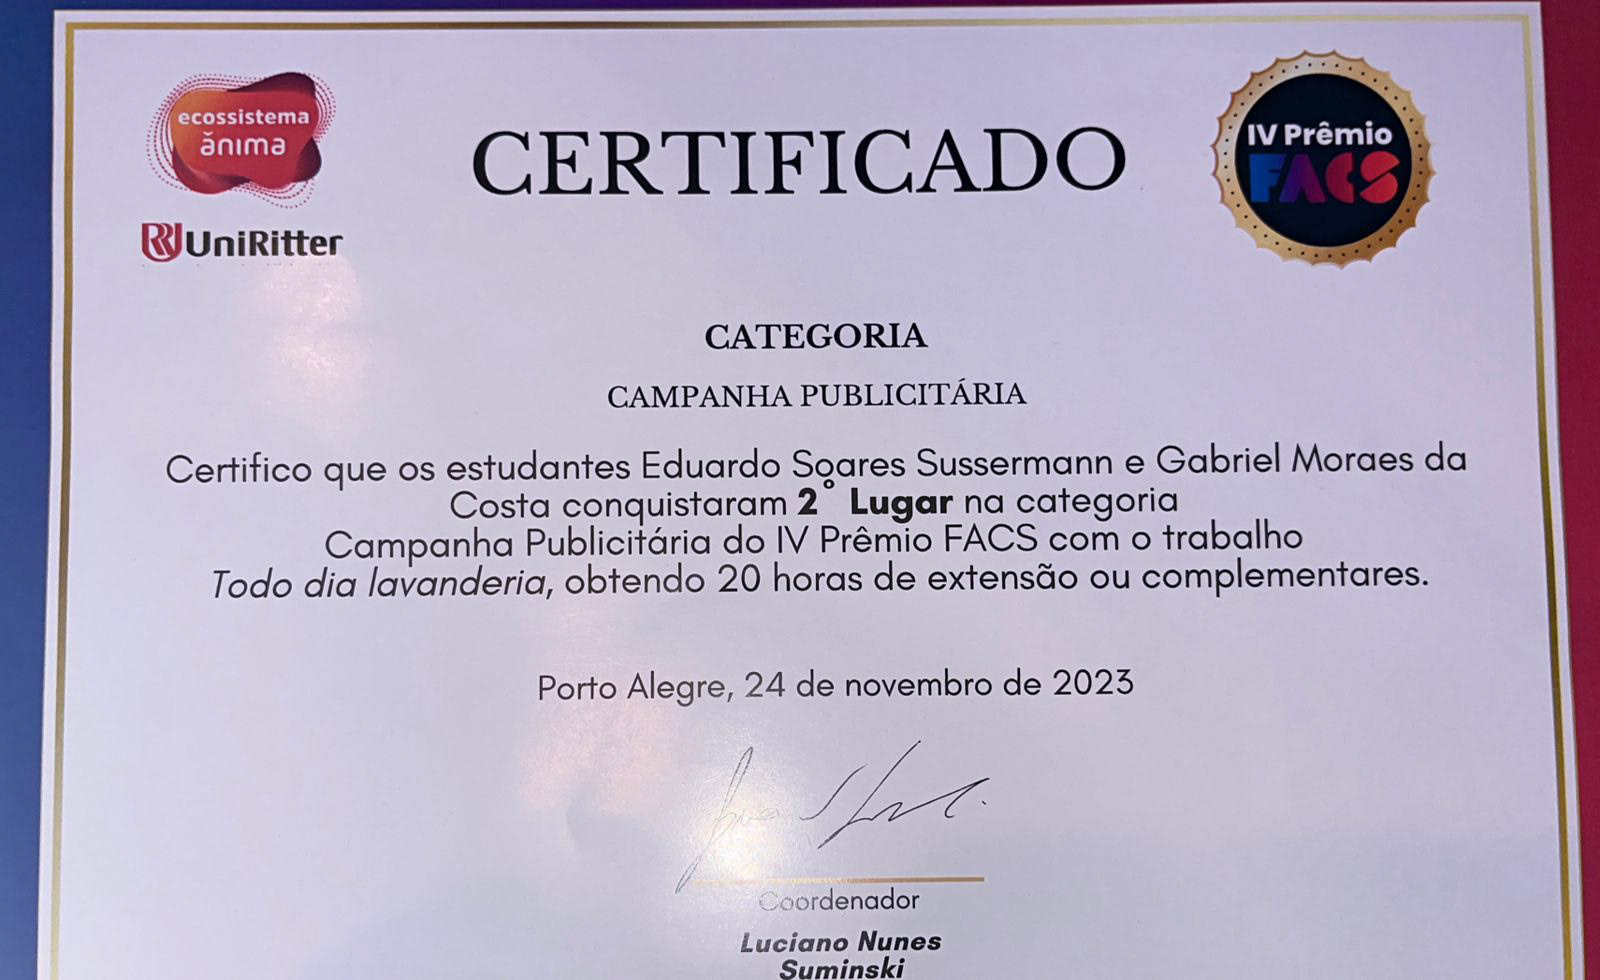 ecossistema
ănima
UniRitter
CERTIFICADO
IV Prêmio
FACS
CATEGORIA
CAMPANHA PUBLICITÁRIA
Certifico que os estudantes Eduardo Soares Sussermann e Gabriel Moraes da
Costa conquistaram 2° Lugar na categoria
Campanha Publicitária do IV Prêmio FACS com o trabalho
Todo dia lavanderia, obtendo 20 horas de extensão ou complementares.
Porto Alegre, 24 de novembro de 2023
Coordenador
Luciano Nunes
Suminski